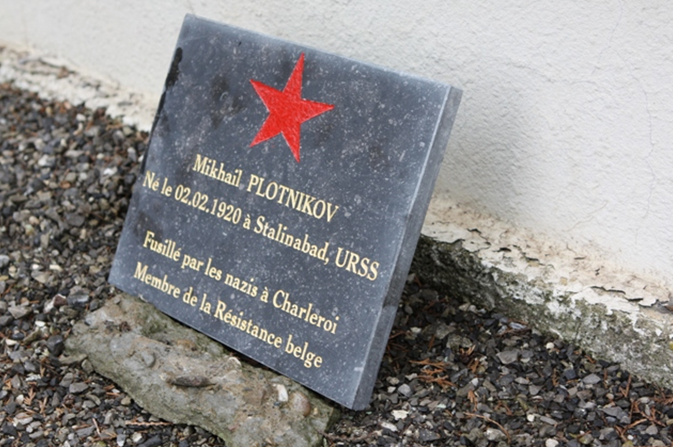 Mikhail PLOTNIKOV
Né le 02.02.1920 à Stalinabad, URSS
Fusillé par les nazis à Charleroi
Membre de la Résistance belge